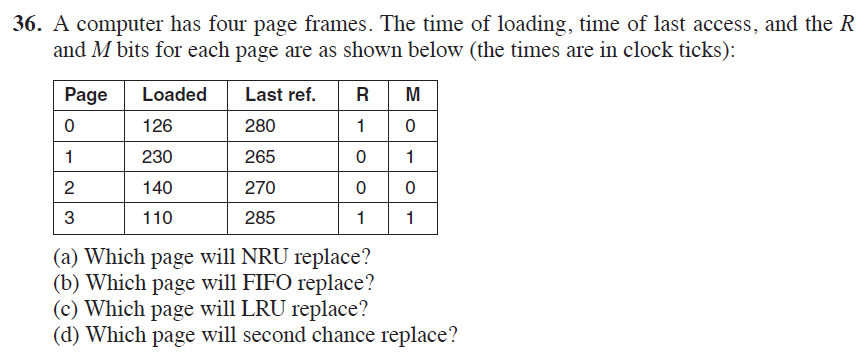 36. A computer has four page frames. The time of loading, time of last access, and the R
and M bits for each page are as shown below (the times are in clock ticks):
Page Loaded Last ref. R M
0 126 280 1 0
1 230 265 0 1
2 140 270 0 0
3 110 285 1 1
(a) Which page will NRU replace?
(b) Which page will FIFO replace?
(c) Which page will LRU replace?
(d) Which page will second chance replace?